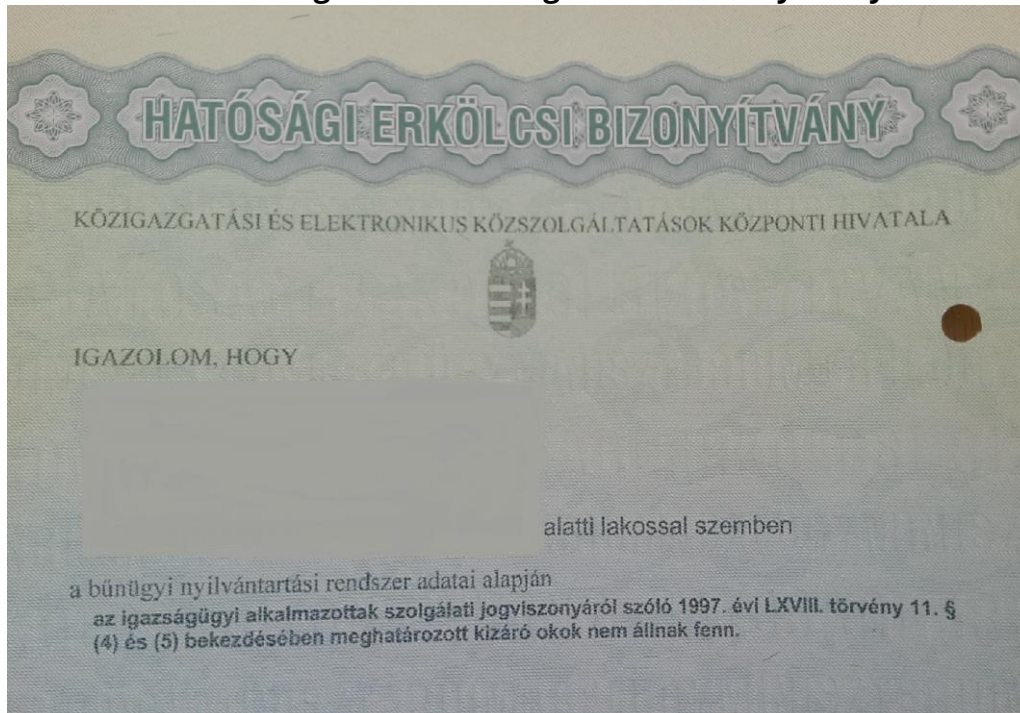 HATÓSÁGI ERKÖLCSI BIZONYÍTVÁNY
KÖZIGAZGATÁSI ÉS ELEKTRONIKUS KÖZSZOLGÁLTATÁSOK KÖZPONTI HIVATALA
IGAZOLOM, HOGY
alatti lakossal szemben
a bűnügyi nyilvántartási rendszer adatai alapján
az igazságügyi alkalmazottak szolgálati jogviszonyáról szóló 1997. évi LXVIII. törvény 11. §
(4) és (5) bekezdésében meghatározott kizáró okok nem állnak fenn.